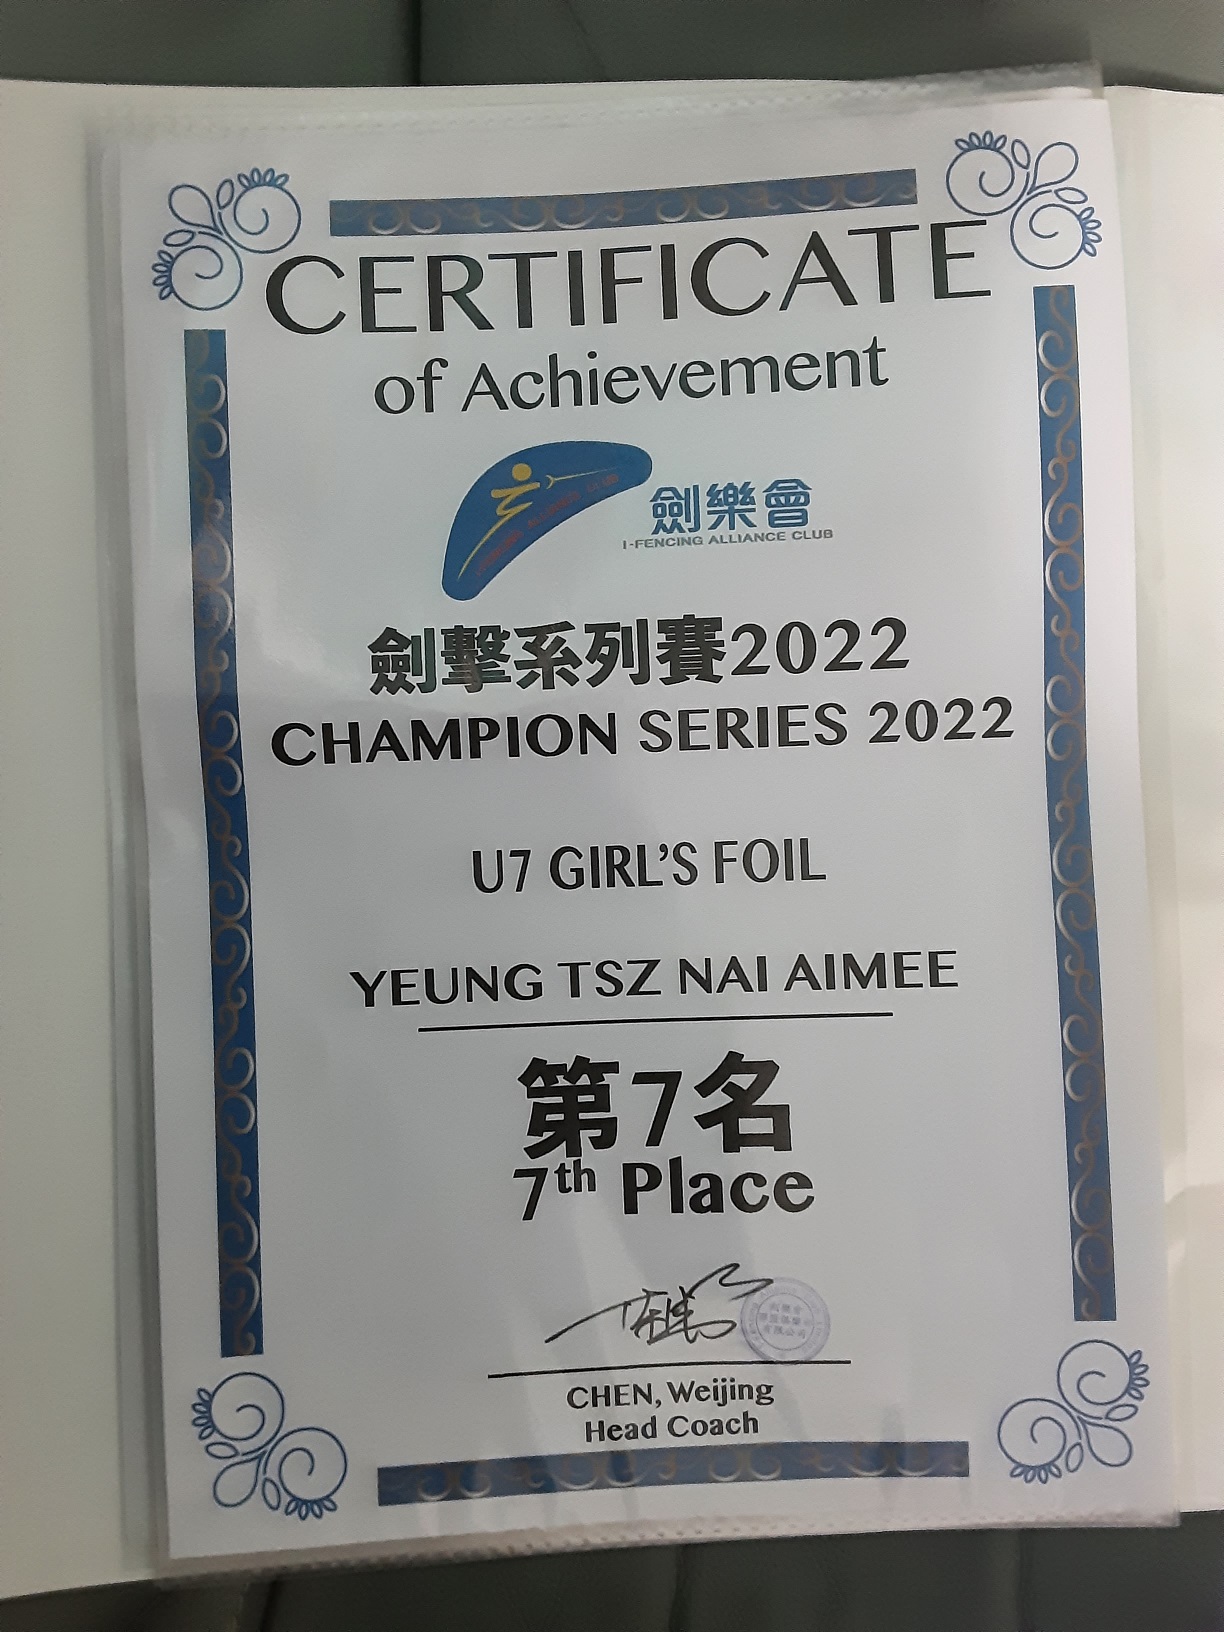 CERTIFICATE
of Achievement
劍樂會
I-FENCING ALLIANCE CLUB
劍擊系列賽2022
CHAMPION SERIES 2022
U7 GIRL'S FOIL
YEUNG TSZ NAI AIMEE
第7名
7th Place
CHEN, Weijing
Head Coach